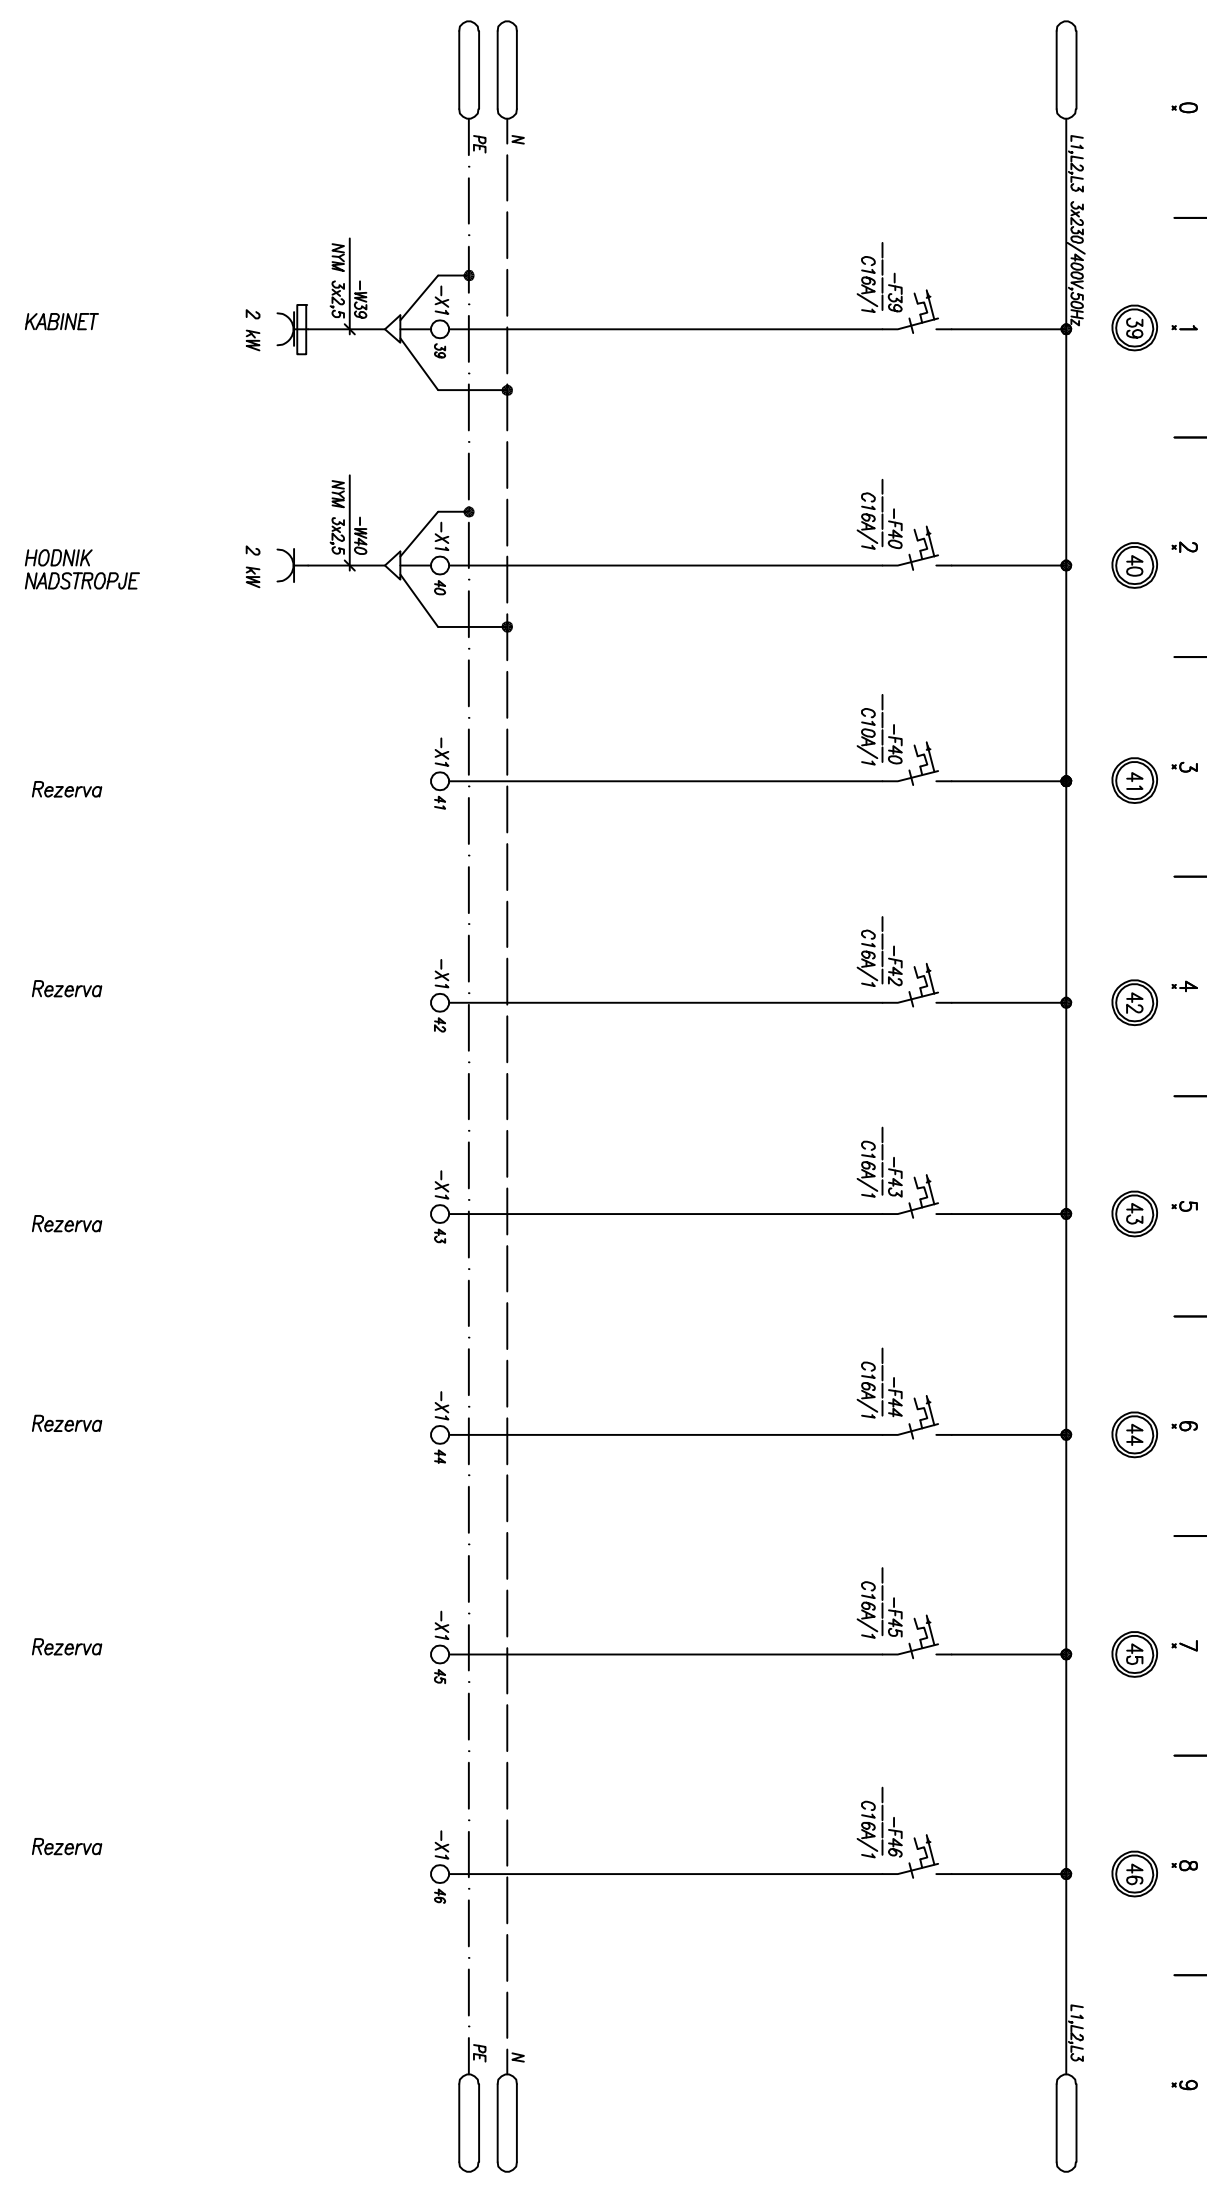 0
1
2
3
4
5
6
7
8
9
39
40
41
42
43
44
45
46
L1,L2,L3 3x230/400V,50Hz
L1,L2,L3
-F39
C16A/1
-F40
C16A/1
-F40
C10A/1
-F42
C16A/1
-F43
C16A/1
-F44
C16A/1
-F45
C16A/1
-F46
C16A/1
N
N
PE
PE
-X1
39
-X1
40
-X1
41
-X1
42
-X1
43
-X1
44
-X1
45
-X1
46
-W39
NYM 3x2,5
-W40
NYM 3x2,5
2 kW
2 kW
KABINET
HODNIK
NADSTROPJE
Rezerva
Rezerva
Rezerva
Rezerva
Rezerva
Rezerva